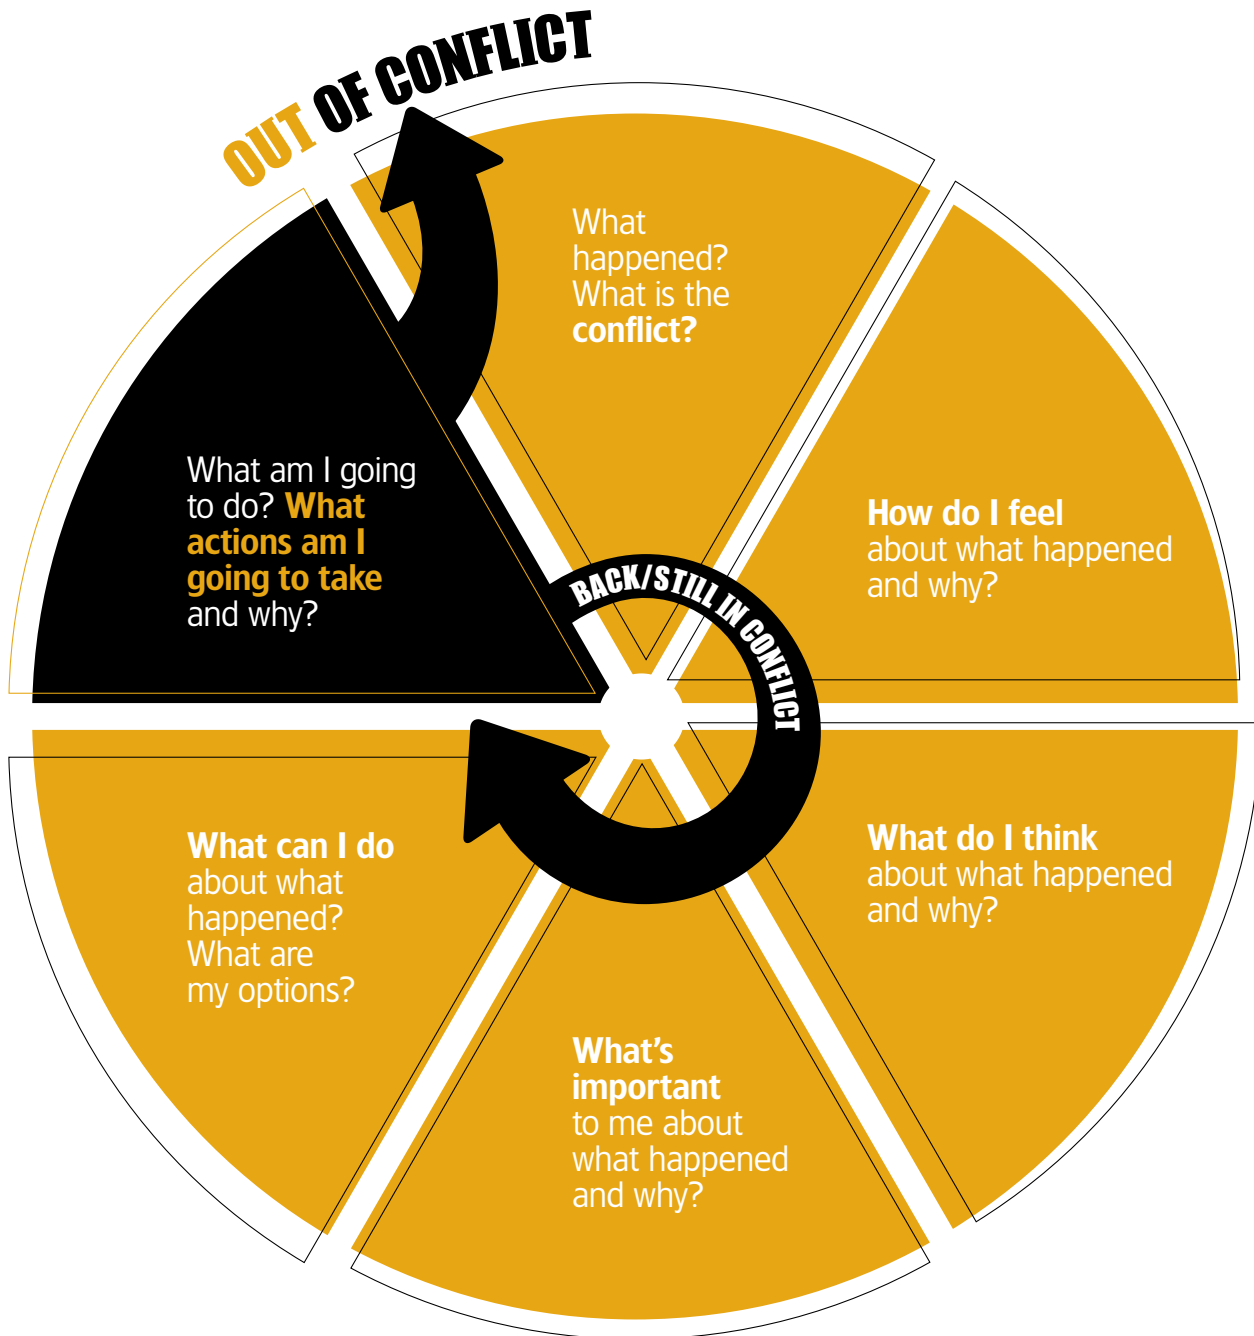 OUT OF CONFLICT
What
happened?
What is the
conflict?
How do I feel
about what happened
and why?
What do I think
about what happened
and why?
What's
important
to me about
what happened
and why?
What can I do
about what
happened?
What are
my options?
What am I going
to do? What
actions am I
going to take
and why?
BACK/STILL IN CONFLICT